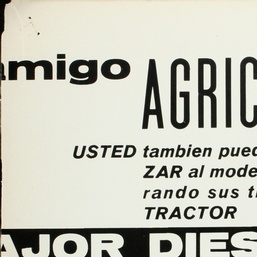 amigo
AGRIC
USTED tambien pued
ZAR al mode
rando sus t
TRACTOR
AJOR DIES